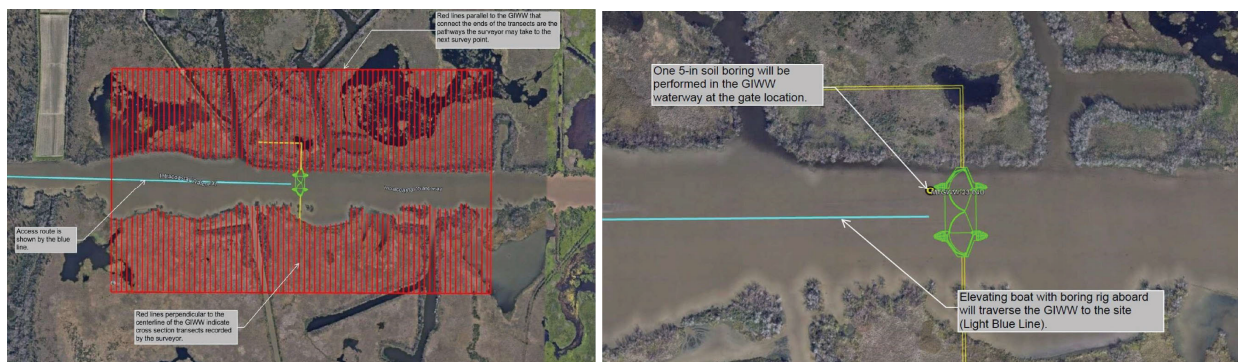 Red lines parallel to the GIWW that
connect the ends of the transects are the
pathways the surveyor may take to the
next survey point.
Access route is
shown by the blue
line.
Red lines perpendicular to the
centerline of the GIWW indicate
cross section transects recorded
by the surveyor.
One 5-in soil boring will be
performed in the GIWW
waterway at the gate location.
Elevating boat with boring rig aboard
will traverse the GIWW to the site
(Light Blue Line).